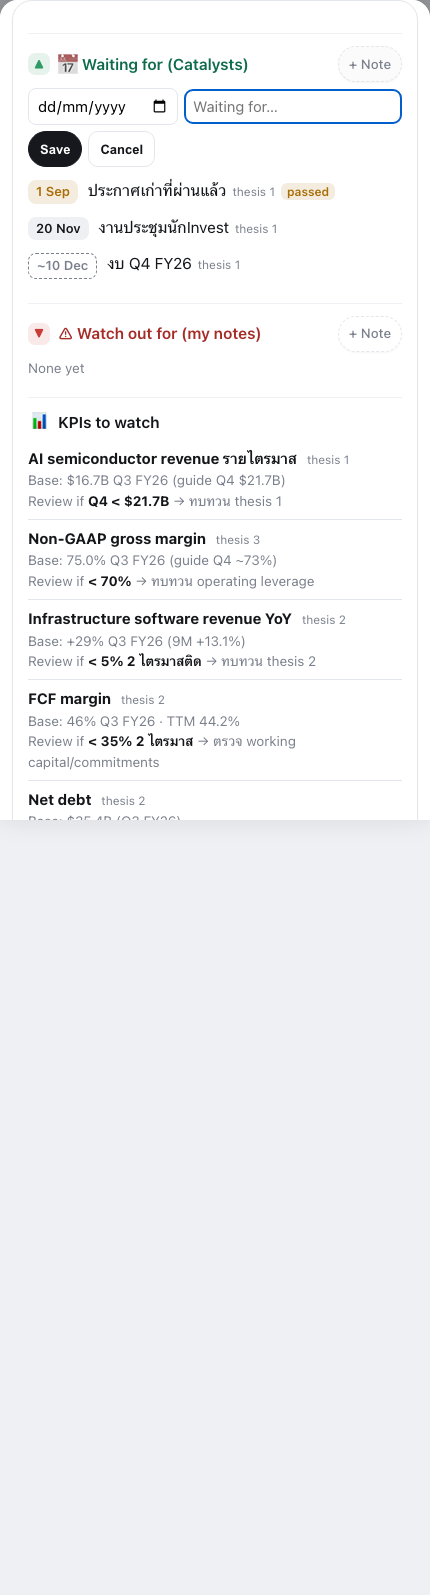 Waiting for (Catalysts)
+ Note
dd/mm/yyyy
Waiting for...
Save
Cancel
1 Sep ประกาศเก่าที่ผ่านแล้ว thesis 1 passed
20 Nov งานประชุมนักInvest thesis 1
~10 Dec งบ Q4 FY26 thesis 1
Watch out for (my notes)
+ Note
None yet
KPIs to watch
AI semiconductor revenue รายไตรมาส thesis 1
Base: $16.7B Q3 FY26 (guide Q4 $21.7B)
Review if Q4 < $21.7B → ทบทวน thesis 1
Non-GAAP gross margin thesis 3
Base: 75.0% Q3 FY26 (guide Q4 ~73%)
Review if < 70% → ทบทวน operating leverage
Infrastructure software revenue YoY thesis 2
Base: +29% Q3 FY26 (9M +13.1%)
Review if < 5% 2 ไตรมาสติด → ทบทวน thesis 2
FCF margin thesis 2
Base: 46% Q3 FY26 · TTM 44.2%
Review if < 35% 2 ไตรมาส → ตรวจ working
capital/commitments
Net debt thesis 2